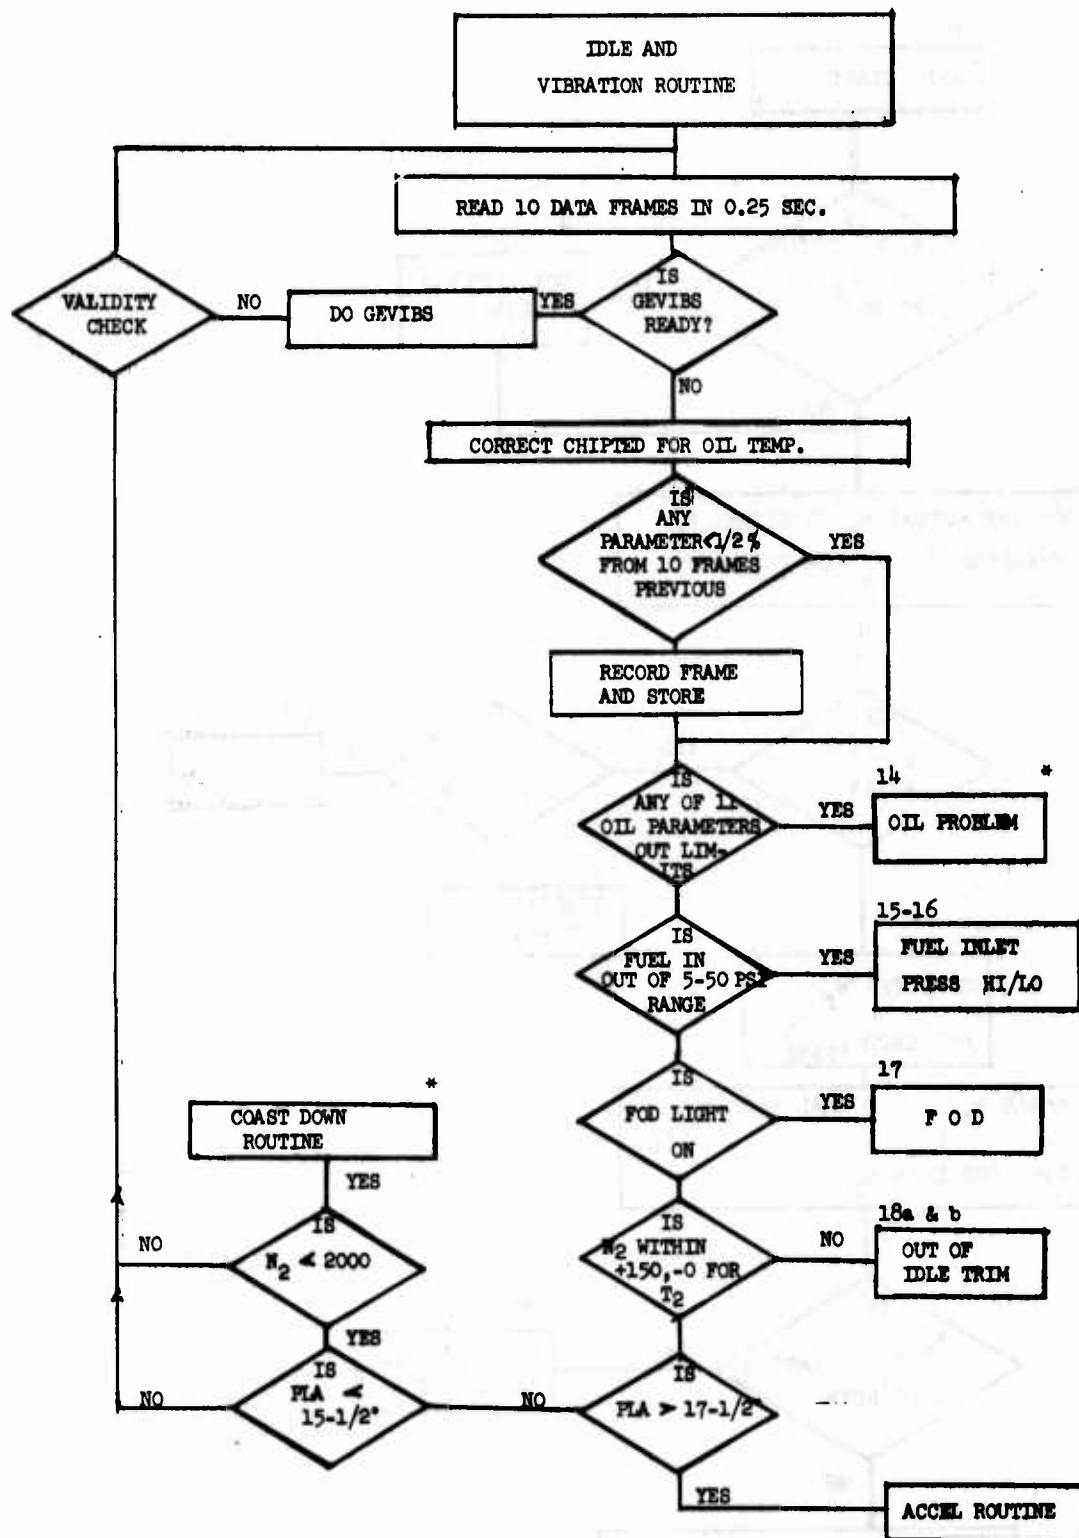 IDLE AND
VIBRATION ROUTINE
READ 10 DATA FRAMES IN 0.25 SEC.
VALIDITY
CHECK
NO
DO GEVIBS
YES
IS
GEVIBS
READY?
NO
CORRECT CHIPTED FOR OIL TEMP.
IS
ANY
PARAMETER<1/2%
FROM 10 FRAMES
PREVIOUS
YES
RECORD FRAME
AND STORE
IS
ANY OF
OIL PARAMETERS
OUT LIM-
ITS
YES
14
*
OIL PROBLEM
IS
FUEL IN
OUT OF 5-50 PSI
RANGE
YES
15-16
FUEL INLET
PRESS HI/LO
IS
FOD LIGHT
ON
YES
17
F O D
*
COAST DOWN
ROUTINE
YES
IS
N2 < 2000
NO
IS
N2 WITHIN
+150,-0 FOR
T2
NO
18a & b
OUT OF
IDLE TRIM
YES
IS
PLA <
15-1/2°
NO
NO
IS
PLA > 17-1/2°
YES
ACCEL ROUTINE